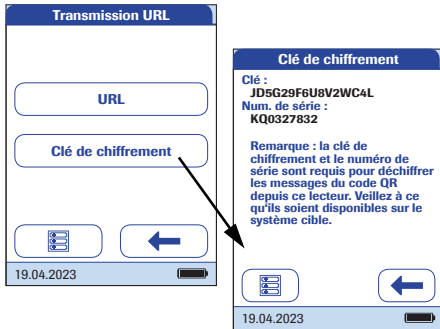 Transmission URL
URL
Clé de chiffrement
19.04.2023
Clé de chiffrement
Clé :
JD5G29F6U8V2WC4L
Num. de série :
KQ0327832
Remarque : la clé de
chiffrement et le numéro de
série sont requis pour déchiffrer
les messages du code QR
depuis ce lecteur. Veillez à ce
qu'ils soient disponibles sur le
système cible.
19.04.2023